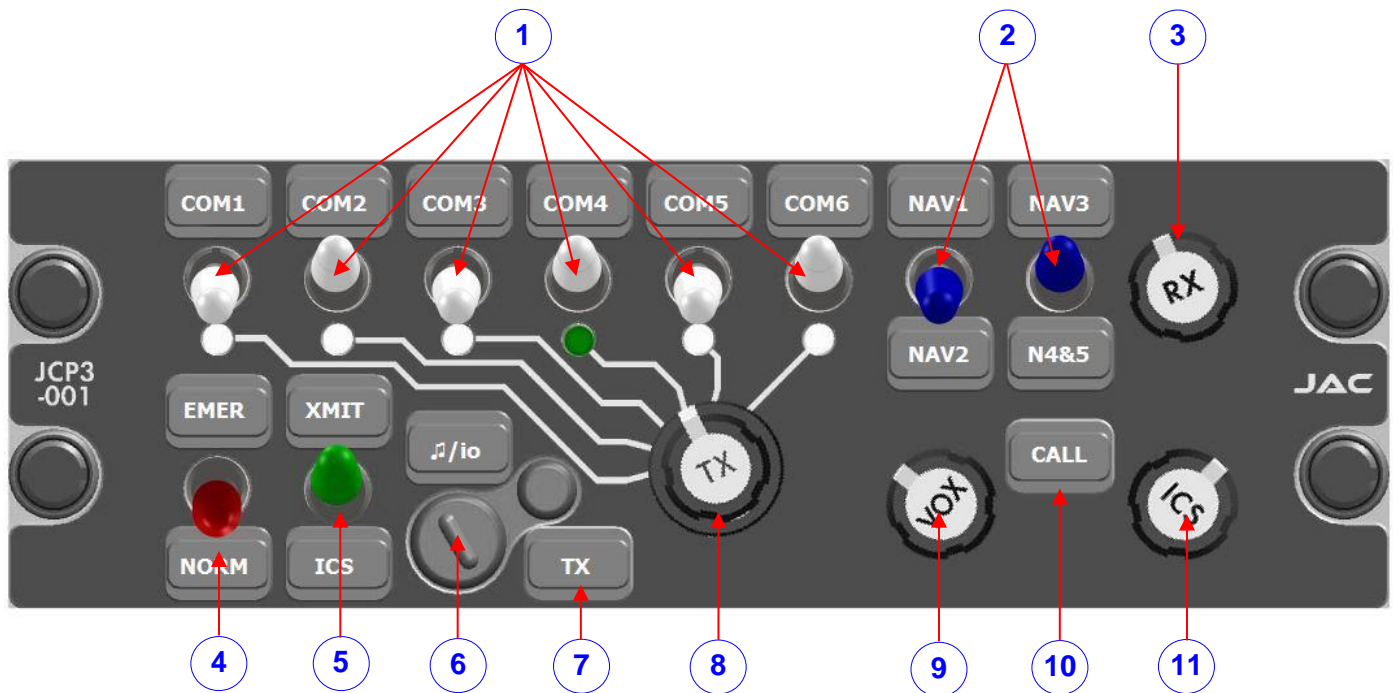 1
2
3
COM1
COM2
COM3
COM4
COM5
COM6
NAV1
NAV3
RX
NAV2
N4&5
JCP3
-001
JAC
EMER
XMIT
♫/io
TX
CALL
VOX
ICS
NORM
ICS
TX
4
5
6
7
8
9
10
11